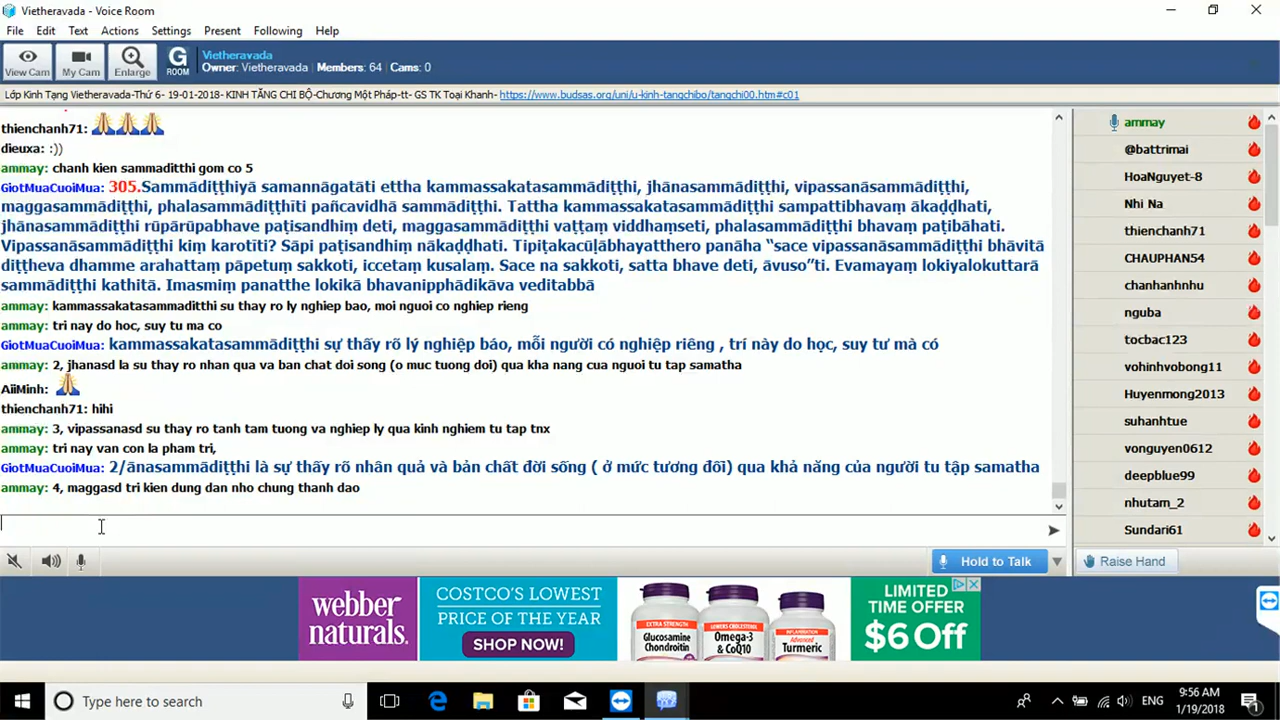 Vietheravada - Voice Room
File Edit Text Actions Settings Present Following Help
View Cam My Cam Enlarge G ROOM
Vietheravada
Owner: Vietheravada Members: 64 Cams: 0
Lớp Kinh Tạng Vietheravada-Thứ 6- 19-01-2018- KINH TĂNG CHI BỘ-Chương Một Pháp-tt- GS TK Toại Khanh- https://www.budsas.org/uni/u-kinh-tangchibo/tangchi00.htm#c01
thienchanh71:
dieuxa: :))
ammay: chanh kien sammaditthi gom co 5
GiotMuaCuoiMua: 305.Sammādiṭṭhiyā samannāgatāti ettha kammassakatasammādiṭṭhi, jhānasammādiṭṭhi, vipassanāsammādiṭṭhi,
maggasammādiṭṭhi, phalasammādiṭṭhīti pañcavidhā sammādiṭṭhi. Tattha kammassakatasammādiṭṭhi sampattibhavaṃ ākaḍḍhati,
jhānasammādiṭṭhi rūpārūpabhave paṭisandhiṃ deti, maggasammādiṭṭhi vaṭṭaṃ viddhaṃseti, phalasammādiṭṭhi bhavaṃ paṭibāhati.
Vipassanāsammādiṭṭhi kiṃ karotīti? Sāpi paṭisandhiṃ nākaḍḍhati. Tipiṭakacūḷābhayatthero panāha “sace vipassanāsammādiṭṭhi bhāvitā
diṭṭheva dhamme arahattaṃ pāpetuṃ sakkoti, iccetaṃ kusalaṃ. Sace na sakkoti, satta bhave deti, āvuso”ti. Evamayaṃ lokiyalokuttarā
sammādiṭṭhi kathitā. Imasmiṃ panatthe lokikā bhavanipphādikāva veditabbā
ammay: kammassakatasammaditthi su thay ro ly nghiep bao, moi nguoi co nghiep rieng
ammay: tri nay do hoc, suy tu ma co
GiotMuaCuoiMua: kammassakatasammādiṭṭhi sự thấy rõ lý nghiệp báo, mỗi người có nghiệp riêng , trí này do học, suy tư mà có
ammay: 2, jhanasd la su thay ro nhan qua va ban chat doi song (o muc tuong doi) qua kha nang cua nguoi tu tap samatha
AiiMinh:
thienchanh71: hihi
ammay: 3, vipassanasd su thay ro tanh tam tuong va nghiep ly qua kinh nghiem tu tap tnx
ammay: tri nay van con la pham tri,
GiotMuaCuoiMua: 2/ānasammādiṭṭhi là sự thấy rõ nhân quả và bản chất đời sống ( ở mức tương đối) qua khả năng của người tu tập samatha
ammay: 4, maggasd tri kien dung dan nho chung thanh dao
ammay
@battrimai
HoaNguyet-8
Nhi Na
thienchanh71
CHAUPHAN54
chanhanhnhu
nguba
tocbac123
vohinhvobong11
Huyenmong2013
suhanhtue
vonguyen0612
deepblue99
nhutam_2
Sundari61
Hold to Talk
Raise Hand
webber naturals.
COSTCO'S LOWEST
PRICE OF THE YEAR
SHOP NOW!
EXTRA STRENGTH
Glucosamine
Chondroitin
Omega-3
& CoQ10
INFLAMMATION
Advanced
Turmeric
LIMITED
TIME OFFER
$6 Off
Type here to search
ENG
9:56 AM
1/19/2018
1